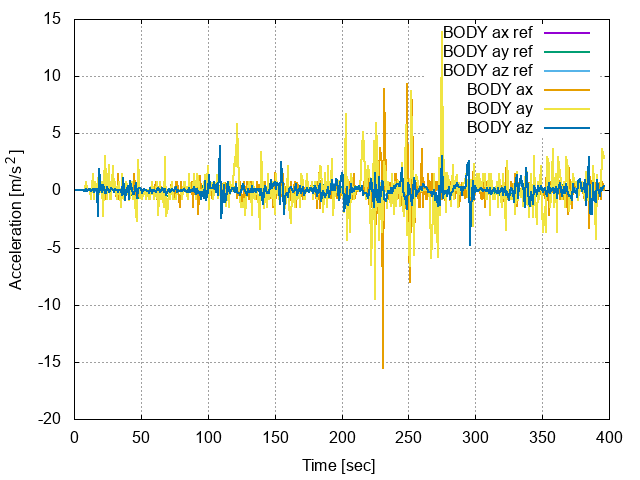 15
10
5
0
-5
-10
-15
-20
0 50 100 150 200 250 300 350 400
Acceleration [m/s²]
Time [sec]
BODY ax ref
BODY ay ref
BODY az ref
BODY ax
BODY ay
BODY az